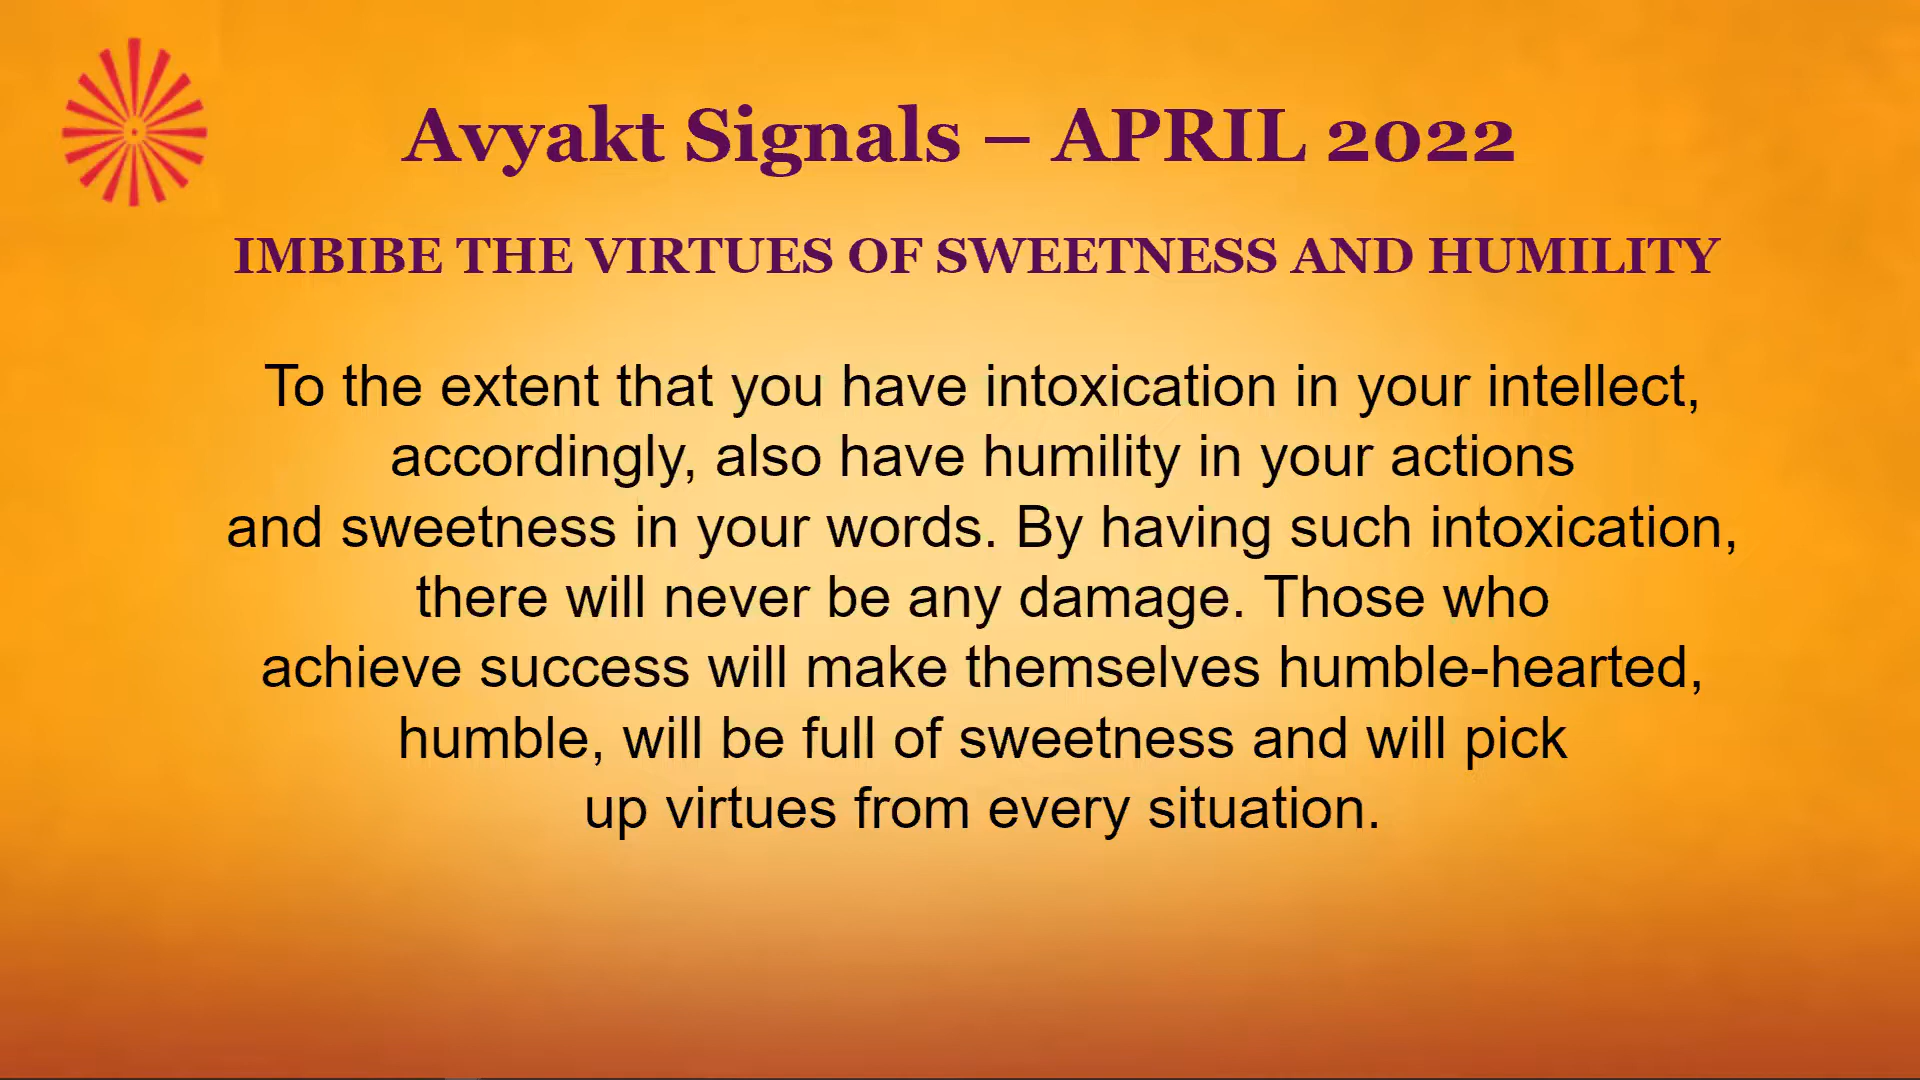 Avyakt Signals – APRIL 2022
IMBIBE THE VIRTUES OF SWEETNESS AND HUMILITY
To the extent that you have intoxication in your intellect,
accordingly, also have humility in your actions
and sweetness in your words. By having such intoxication,
there will never be any damage. Those who
achieve success will make themselves humble-hearted,
humble, will be full of sweetness and will pick
up virtues from every situation.